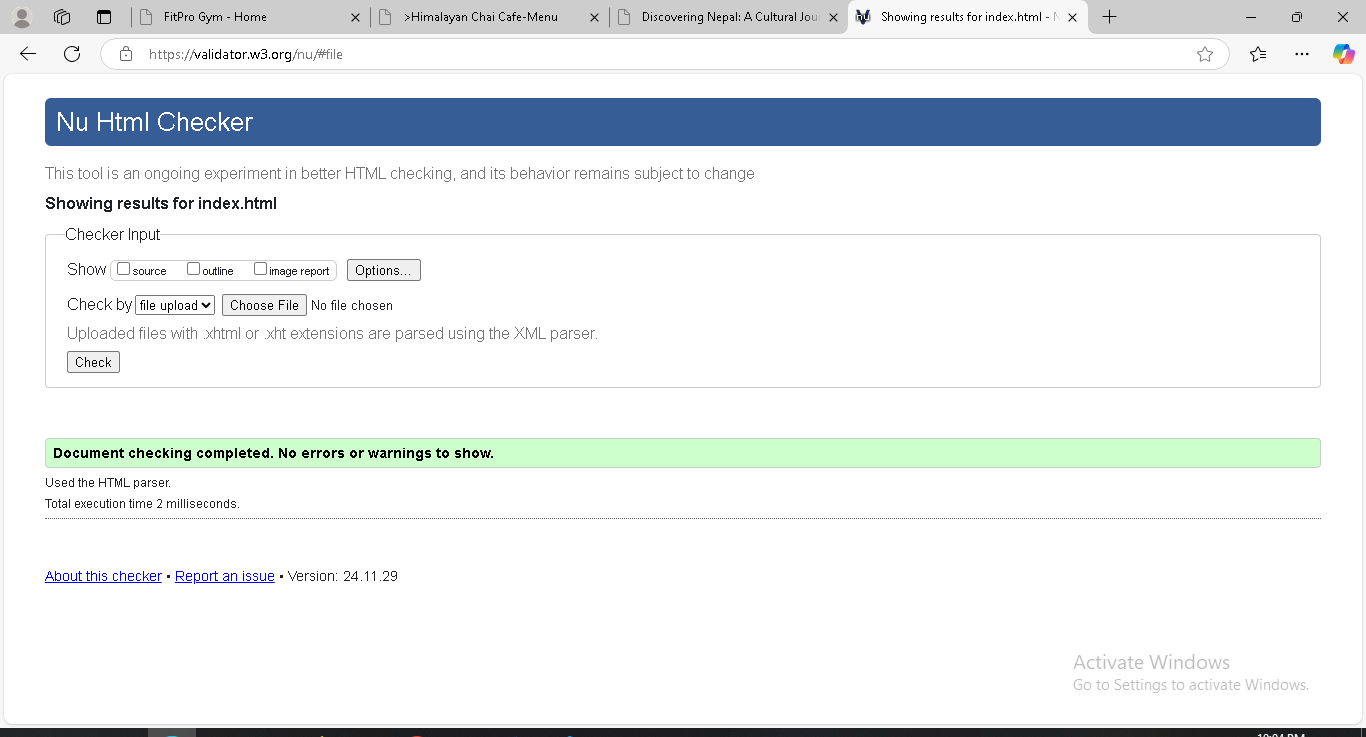 FitPro Gym - Home
>Himalayan Chai Cafe-Menu
Discovering Nepal: A Cultural Jou
nu Showing results for index.html - N
https://validator.w3.org/nu/#file
Nu Html Checker
This tool is an ongoing experiment in better HTML checking, and its behavior remains subject to change
Showing results for index.html
Checker Input
Show source outline image report Options...
Check by file upload Choose File No file chosen
Uploaded files with .xhtml or .xht extensions are parsed using the XML parser.
Check
Document checking completed. No errors or warnings to show.
Used the HTML parser.
Total execution time 2 milliseconds.
About this checker • Report an issue • Version: 24.11.29
Activate Windows
Go to Settings to activate Windows.